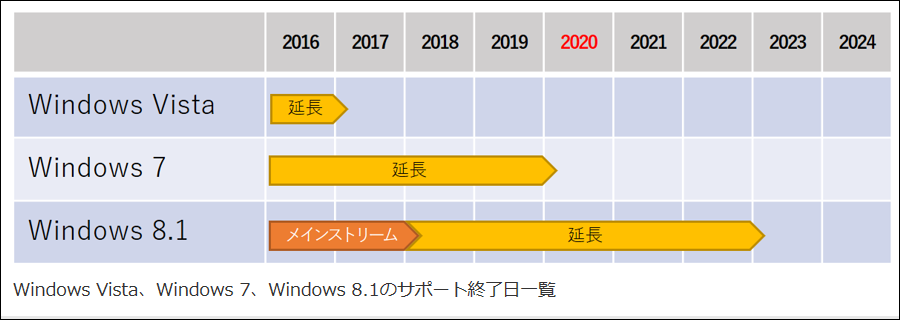 2016 2017 2018 2019 2020 2021 2022 2023 2024
Windows Vista 延長
Windows 7 延長
Windows 8.1 メインストリーム 延長
Windows Vista、Windows 7、Windows 8.1のサポート終了日一覧